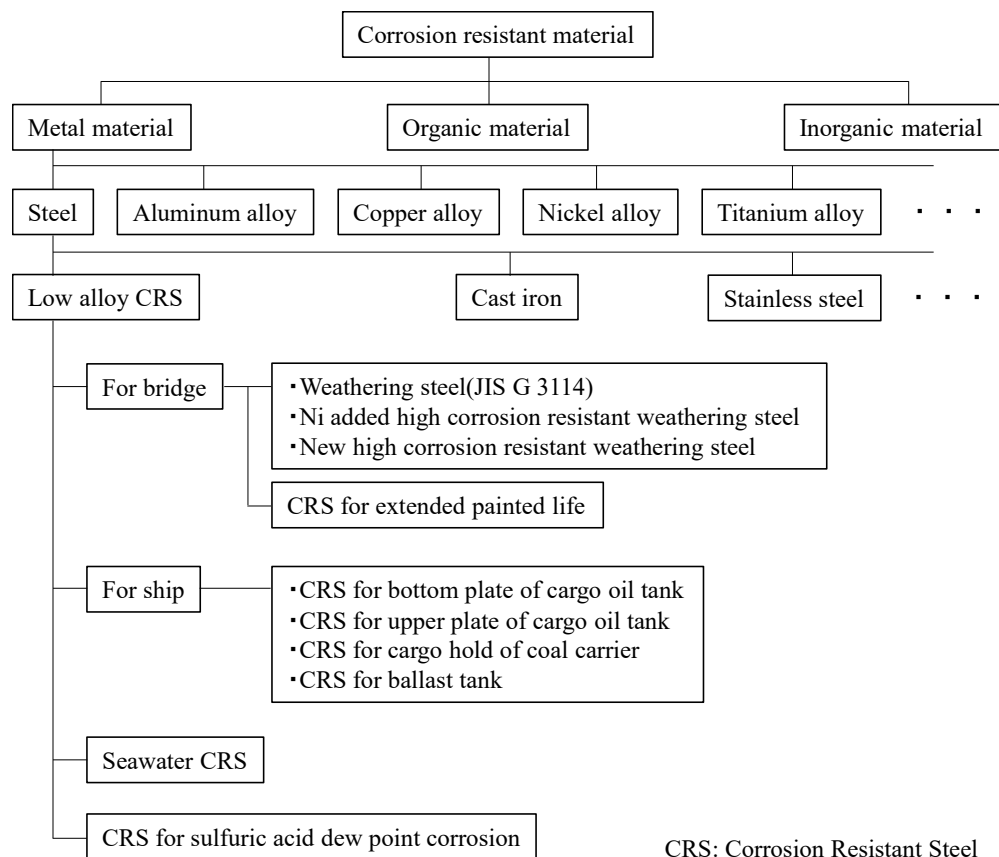 Corrosion resistant material
Metal material
Organic material
Inorganic material
Steel
Aluminum alloy
Copper alloy
Nickel alloy
Titanium alloy
・・・
Low alloy CRS
Cast iron
Stainless steel
・・・
For bridge
・Weathering steel(JIS G 3114)
・Ni added high corrosion resistant weathering steel
・New high corrosion resistant weathering steel
CRS for extended painted life
For ship
・CRS for bottom plate of cargo oil tank
・CRS for upper plate of cargo oil tank
・CRS for cargo hold of coal carrier
・CRS for ballast tank
Seawater CRS
CRS for sulfuric acid dew point corrosion
CRS: Corrosion Resistant Steel